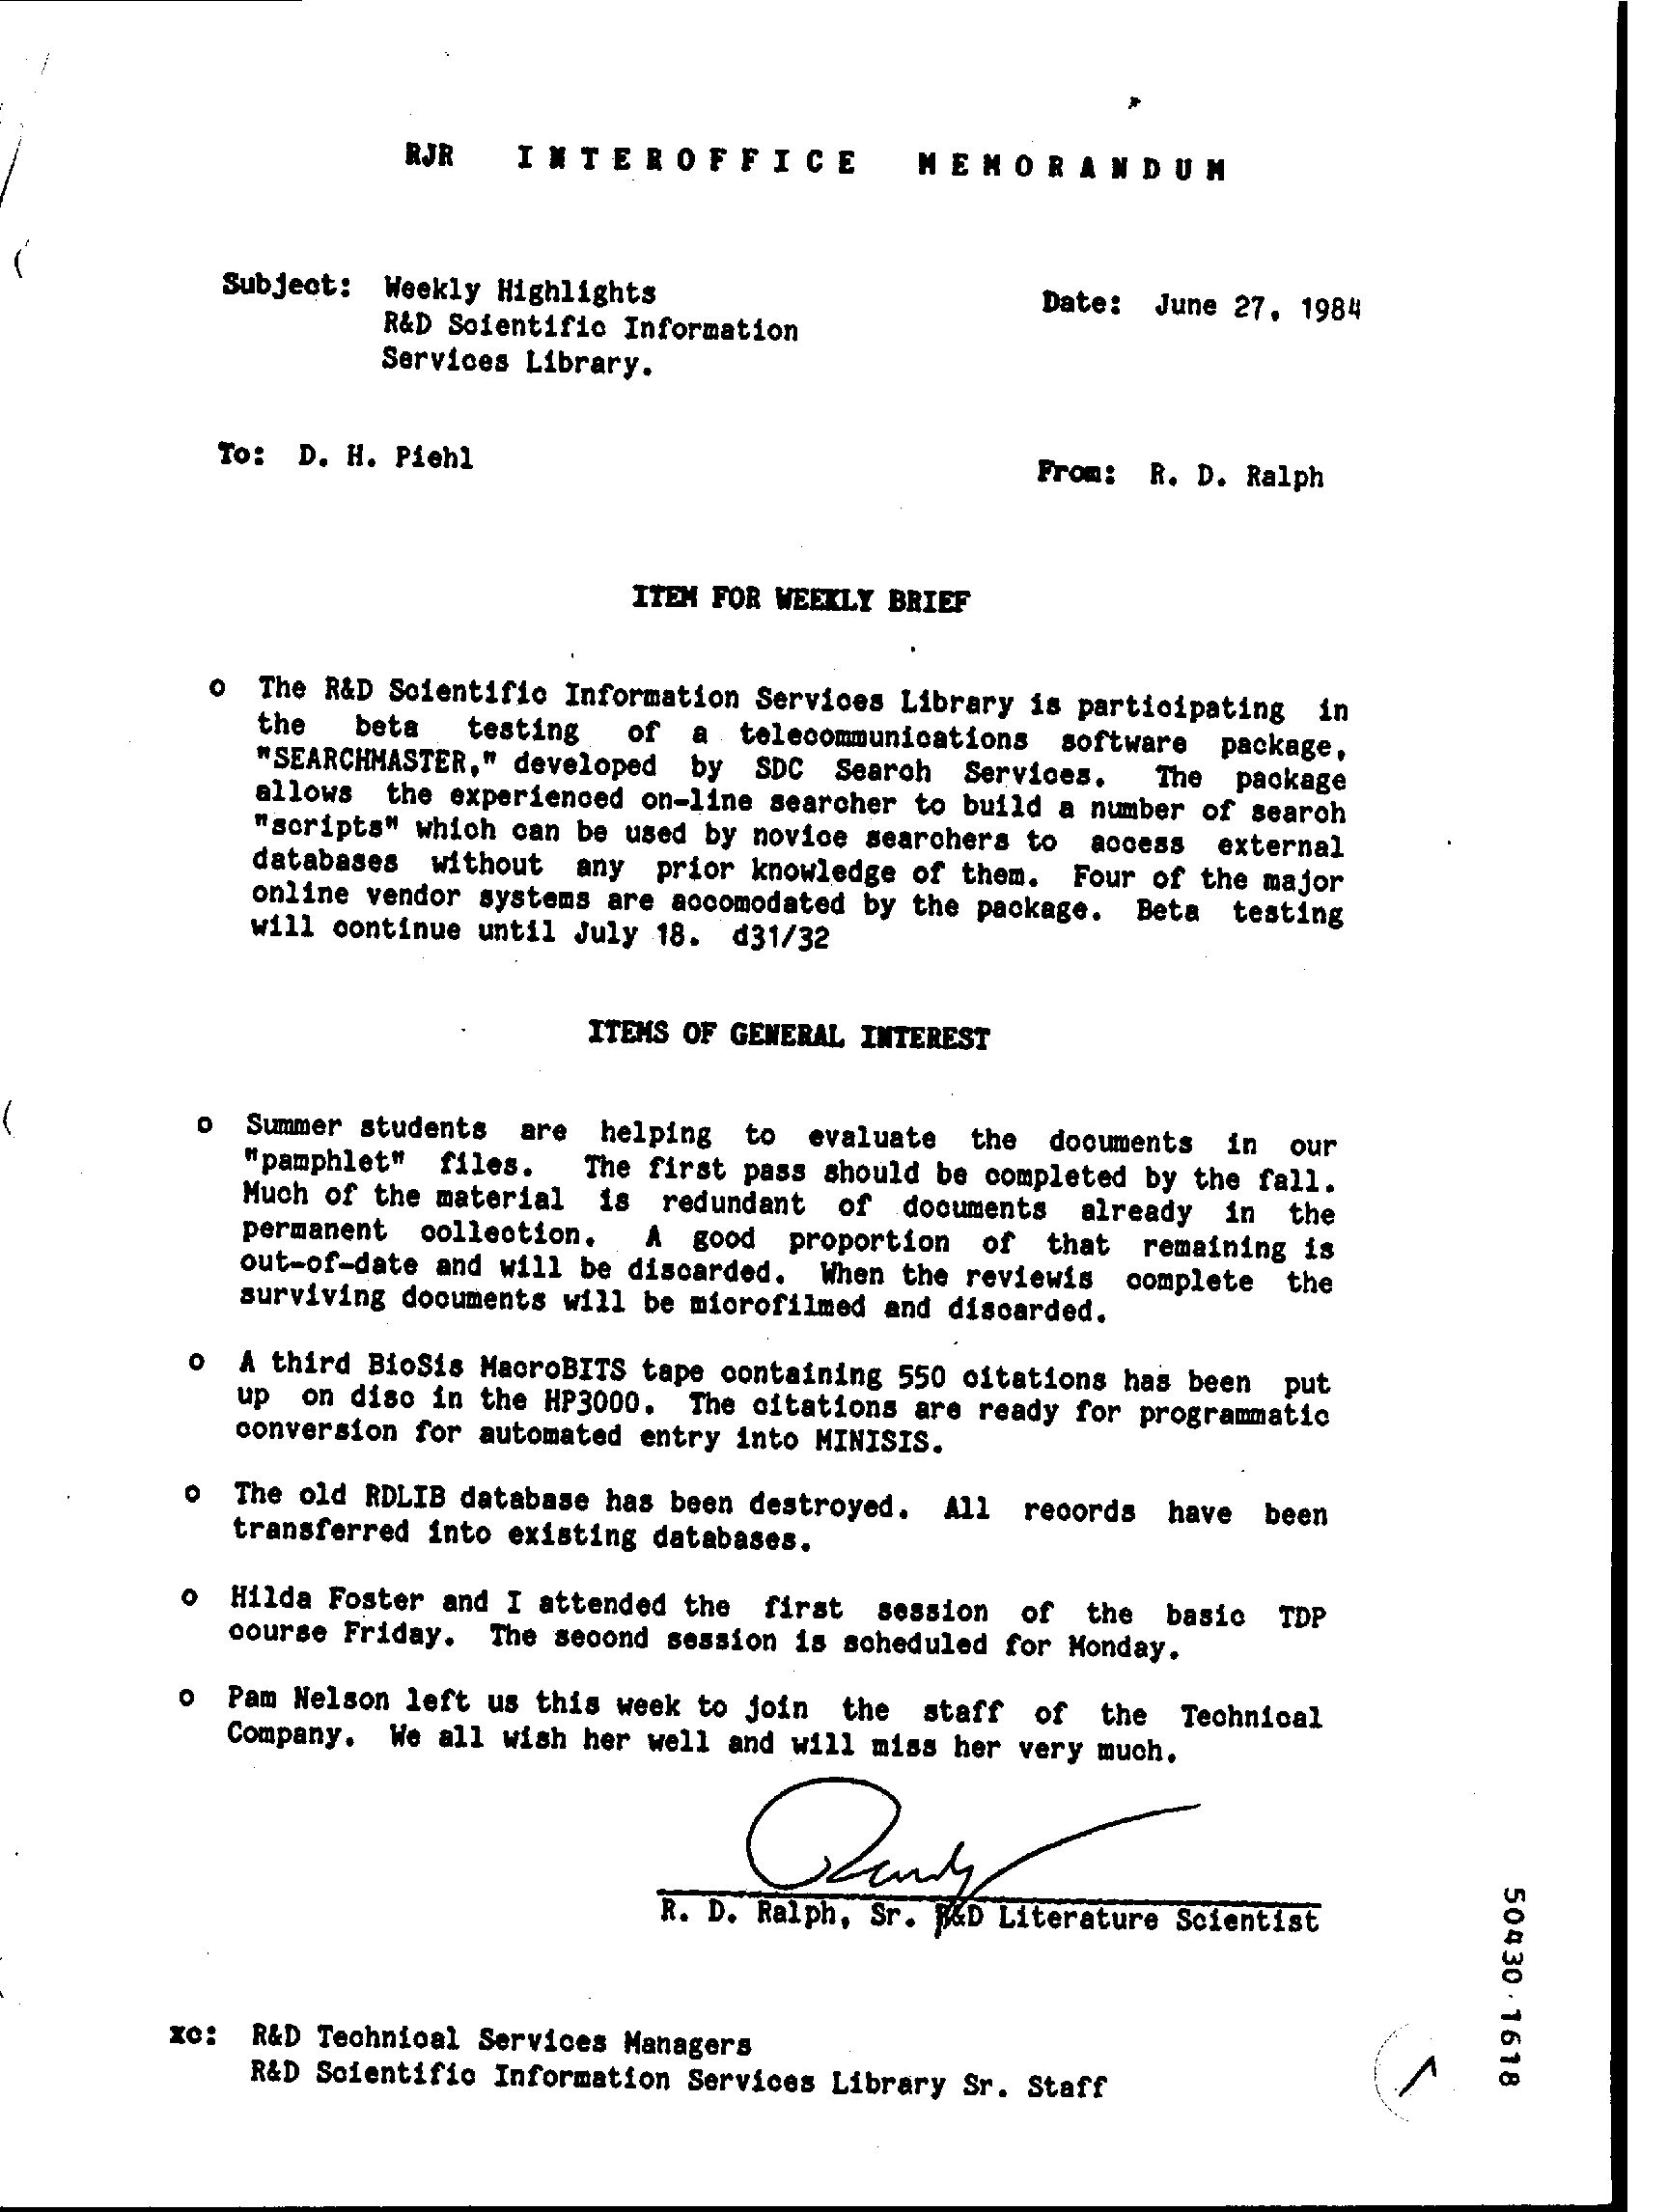 RJR INTEROFFICE MEMORANDUM
Subject: Weekly Highlights
R&D Scientific Information
Services Library.
Date: June 27, 1984
To: D. H. Piehl
From: R. D. Ralph
ITEM FOR WEEKLY BRIEF
o The R&D Scientific Information Services Library is participating in
the beta testing of a telecommunications software package,
"SEARCHMASTER," developed by SDC Search Services. The package
allows the experienced on-line searcher to build a number of search
"scripts" which can be used by novice searchers to access external
databases without any prior knowledge of them. Four of the major
online vendor systems are accomodated by the package. Beta testing
will continue until July 18. d31/32
ITEMS OF GENERAL INTEREST
o Summer students are helping to evaluate the documents in our
"pamphlet" files. The first pass should be completed by the fall.
Much of the material is redundant of documents already in the
permanent collection. A good proportion of that remaining is
out-of-date and will be discarded. When the reviewis complete the
surviving documents will be microfilmed and discarded.
o A third BioSis MacroBITS tape containing 550 citations has been put
up on disc in the HP3000. The citations are ready for programmatic
conversion for automated entry into MINISIS.
o The old RDLIB database has been destroyed. All records have been
transferred into existing databases.
o Hilda Foster and I attended the first session of the basic TDP
course Friday. The second session is scheduled for Monday.
o Pam Nelson left us this week to join the staff of the Technical
Company. We all wish her well and will miss her very much.
Randy
R. D. Ralph, Sr. R&D Literature Scientist
xc: R&D Technical Services Managers
R&D Scientific Information Services Library Sr. Staff
50430 1618